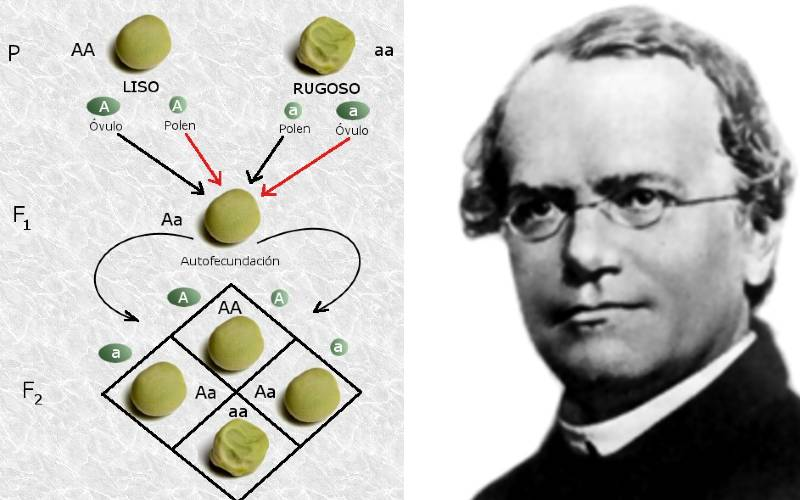 P AA aa
LISO RUGOSO
A A a a
Óvulo Polen Polen Óvulo
F1 Aa
Autofecundación
A AA A
a a
F2 Aa Aa
aa